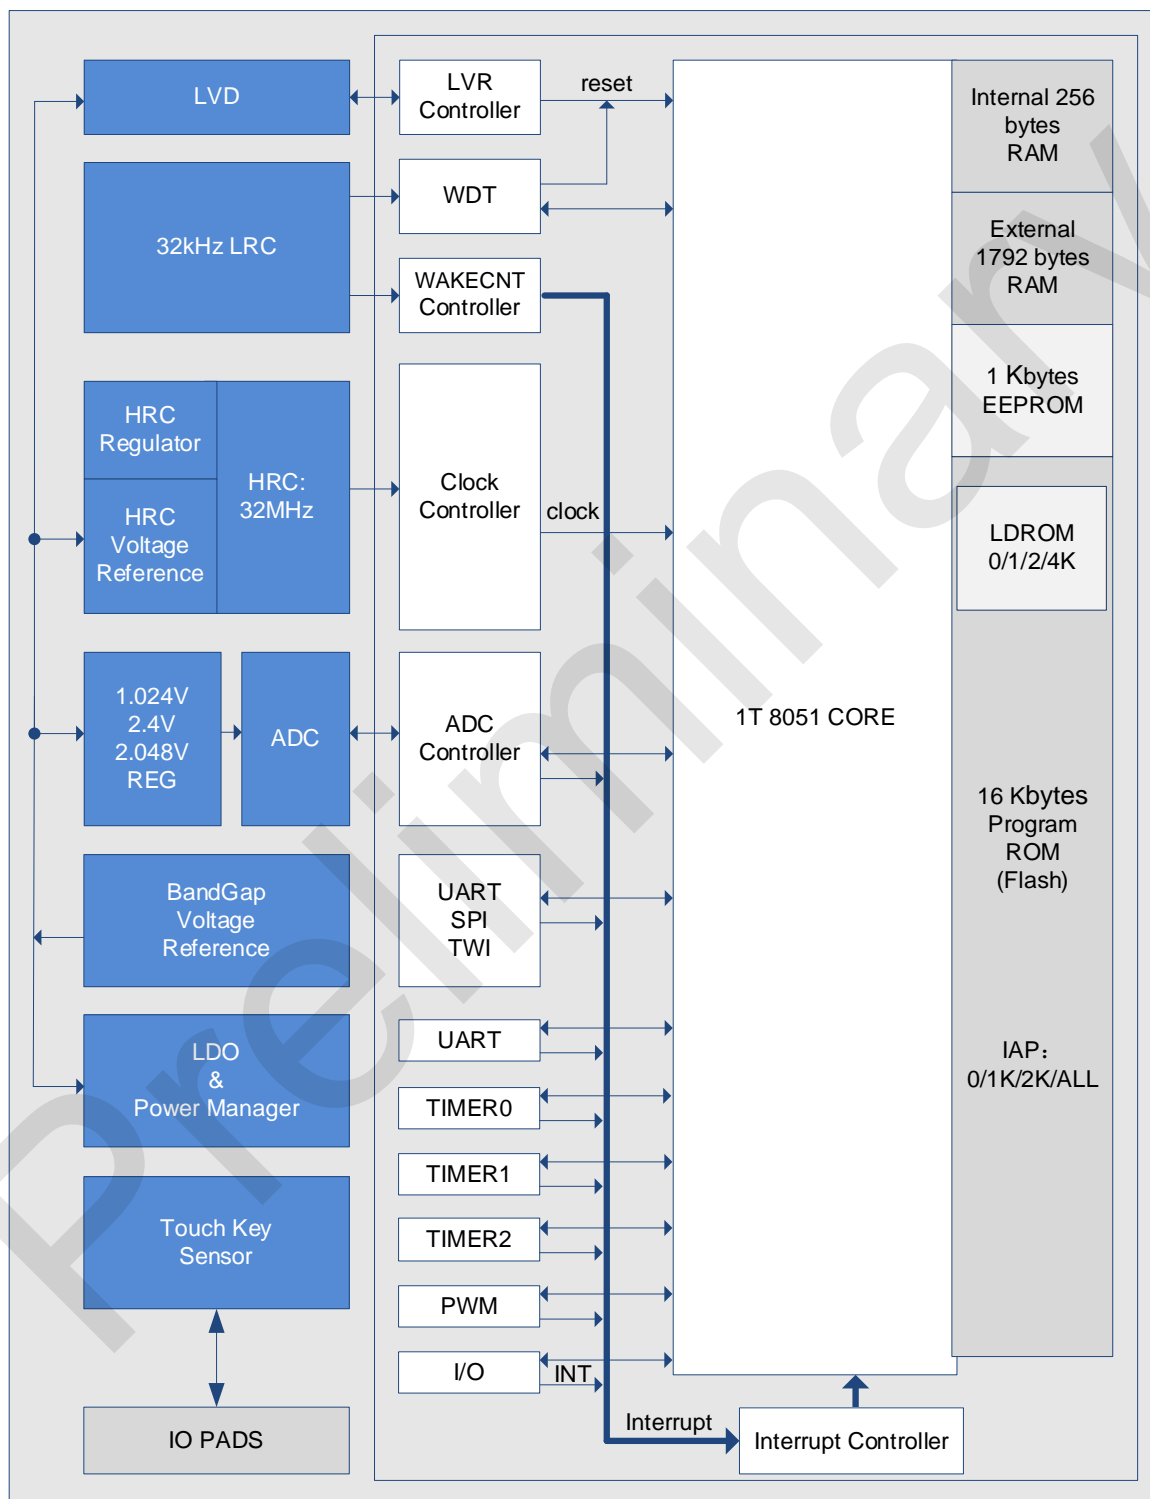 LVD
LVR
Controller
reset
Internal 256
bytes
RAM
32kHz LRC
WDT
External
1792 bytes
RAM
WAKECNT
Controller
1 Kbytes
EEPROM
HRC
Regulator
HRC
Voltage
Reference
HRC:
32MHz
Clock
Controller
clock
LDROM
0/1/2/4K
1.024V
2.4V
2.048V
REG
ADC
ADC
Controller
1T 8051 CORE
16 Kbytes
Program
ROM
(Flash)
BandGap
Voltage
Reference
UART
SPI
TWI
LDO
&
Power Manager
UART
IAP：
0/1K/2K/ALL
TIMER0
TIMER1
Touch Key
Sensor
TIMER2
PWM
I/O
INT
IO PADS
Interrupt
Interrupt Controller
Preliminary